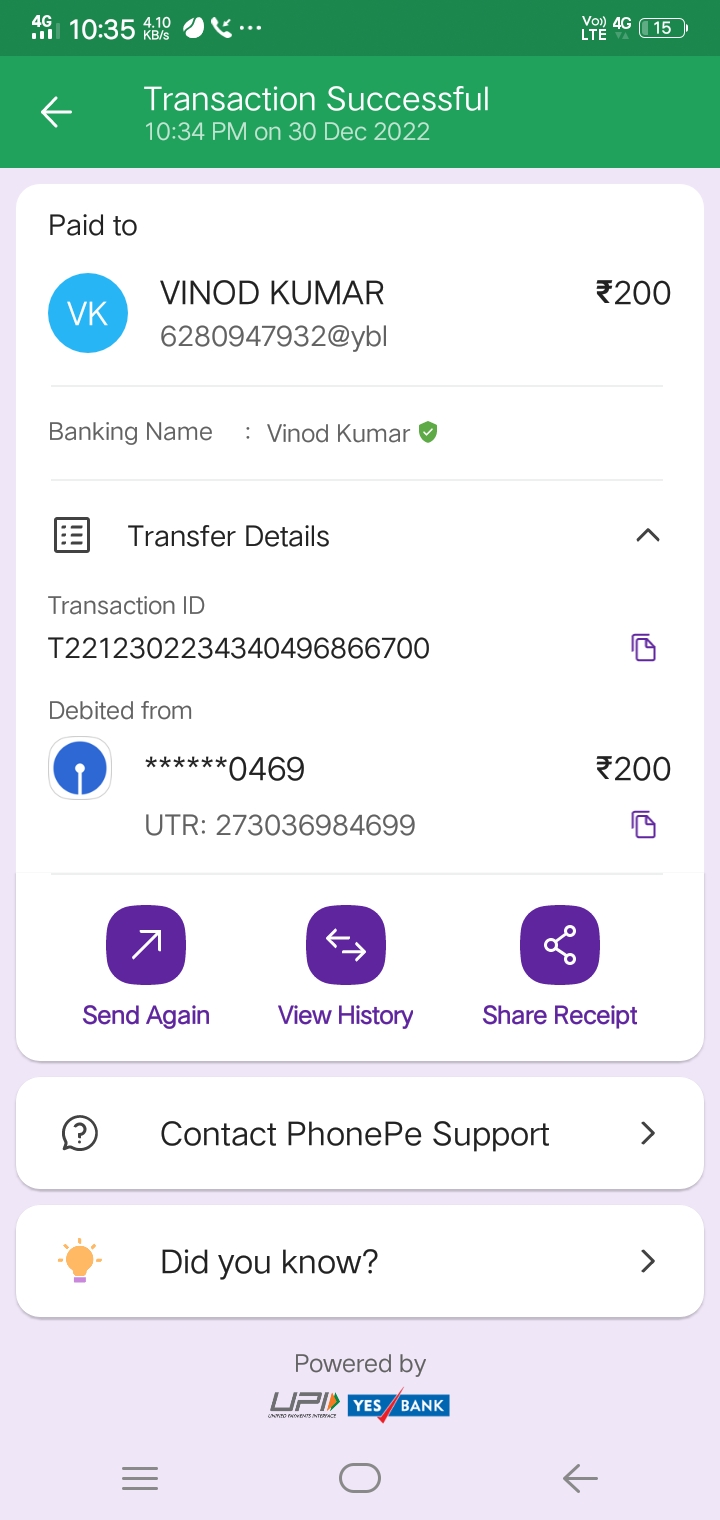 4G 10:35 4.10 KB/s ... Vo)) LTE 4G 15
Transaction Successful
10:34 PM on 30 Dec 2022
Paid to
VK VINOD KUMAR ₹200
6280947932@ybl
Banking Name : Vinod Kumar
Transfer Details
Transaction ID
T2212302234340496866700
Debited from
******0469 ₹200
UTR: 273036984699
Send Again View History Share Receipt
Contact PhonePe Support
Did you know?
Powered by
UPI YES BANK
UNIFIED PAYMENTS INTERFACE